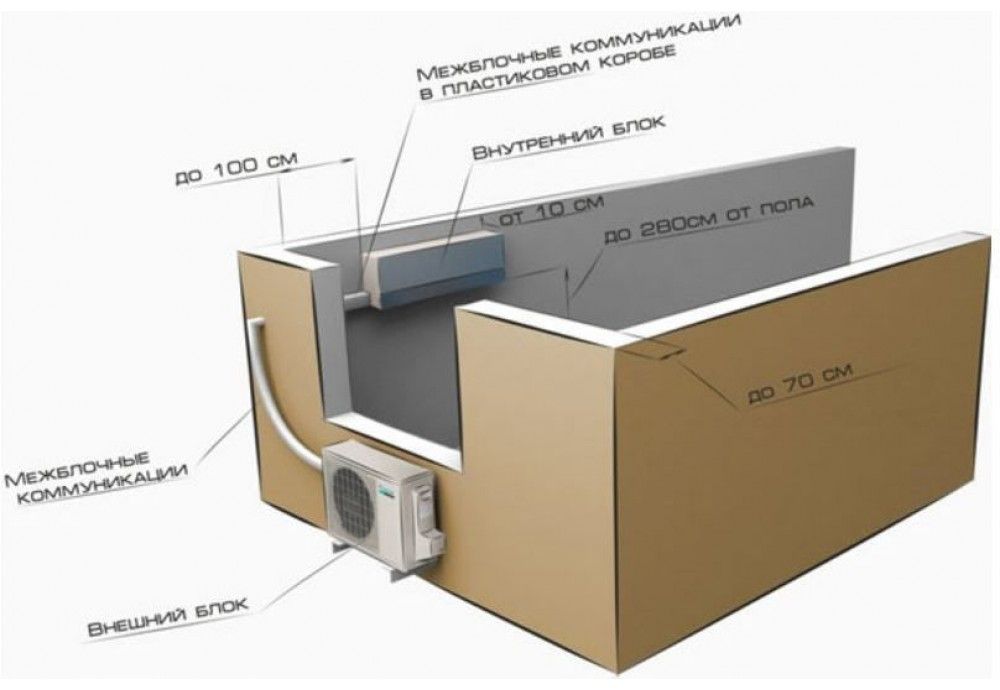 Межблочные коммуникации
в пластиковом коробе
Внутренний блок
до 100 см
от 10 см
до 280см от пола
до 70 см
Межблочные
коммуникации
Внешний блок